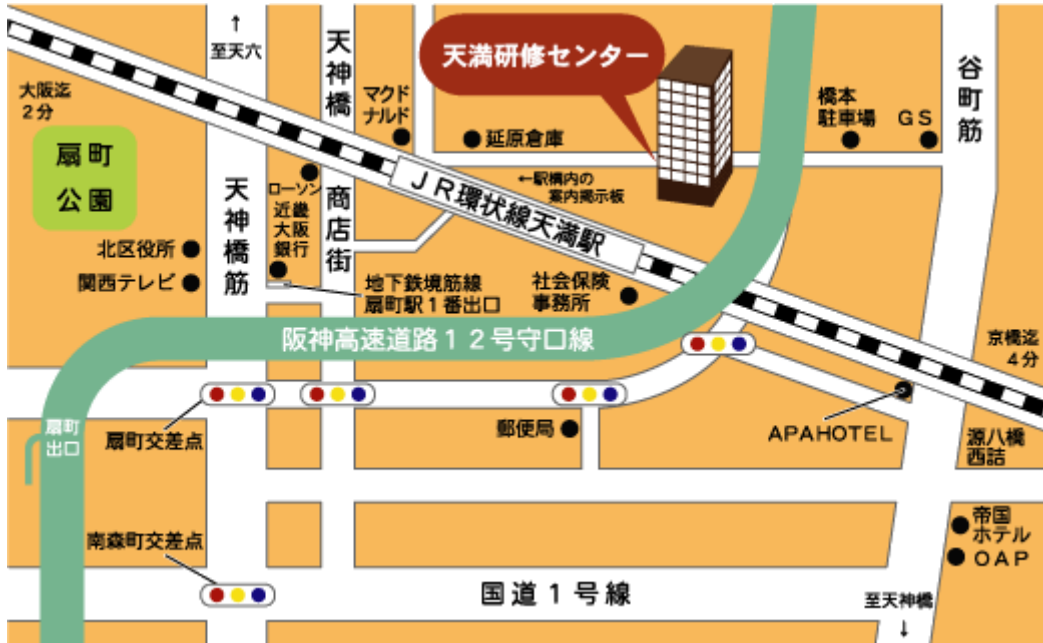 ↑
至天六
天神橋
商店街
天満研修センター
谷町筋
大阪迄
2分
マクド
ナルド
橋本
駐車場
GS
延原倉庫
扇町
公園
←駅構内の
案内掲示板
JR環状線天満駅
天神橋筋
ローソン
近畿
大阪
銀行
北区役所
関西テレビ
地下鉄堺筋線
扇町駅1番出口
社会保険
事務所
阪神高速道路12号守口線
京橋迄
4分
扇町
出口
扇町交差点
郵便局
APAHOTEL
源八橋
西詰
帝国
ホテル
OAP
南森町交差点
国道1号線
至天神橋
↓